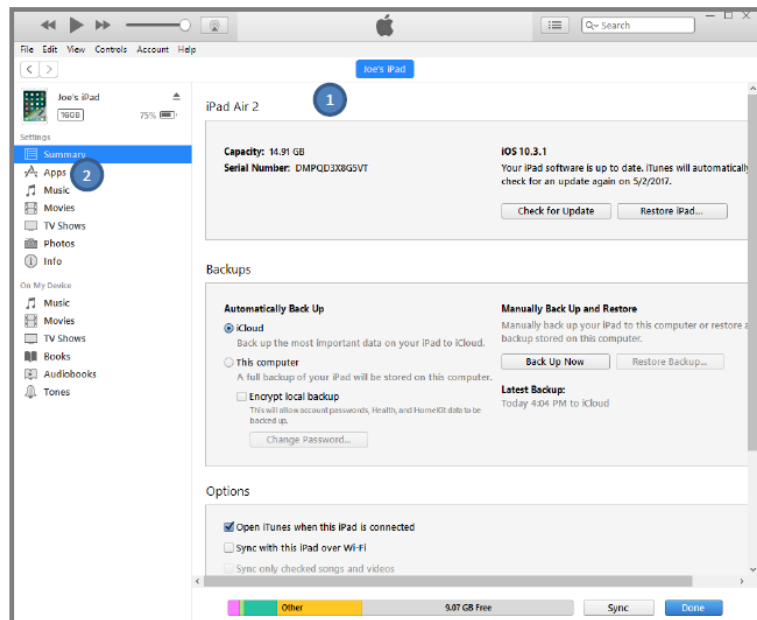 Search
File Edit View Controls Account Help
Joe's iPad
Joe's iPad
16GB 75%
Settings
Summary
Apps
Music
Movies
TV Shows
Photos
Info
On My Device
Music
Movies
TV Shows
Books
Audiobooks
Tones
1
2
iPad Air 2
Capacity: 14.91 GB
Serial Number: DMPQD3X8G5VT
iOS 10.3.1
Your iPad software is up to date. iTunes will automatically
check for an update again on 5/2/2017.
Check for Update Restore iPad...
Backups
Automatically Back Up
iCloud
Back up the most important data on your iPad to iCloud.
This computer
A full backup of your iPad will be stored on this computer.
Encrypt local backup
This will allow account passwords, Health, and HomeKit data to be
backed up.
Change Password...
Manually Back Up and Restore
Manually back up your iPad to this computer or restore a
backup stored on this computer.
Back Up Now Restore Backup...
Latest Backup:
Today 4:04 PM to iCloud
Options
Open iTunes when this iPad is connected
Sync with this iPad over Wi-Fi
Sync only checked songs and videos
Other 9.07 GB Free Sync Done